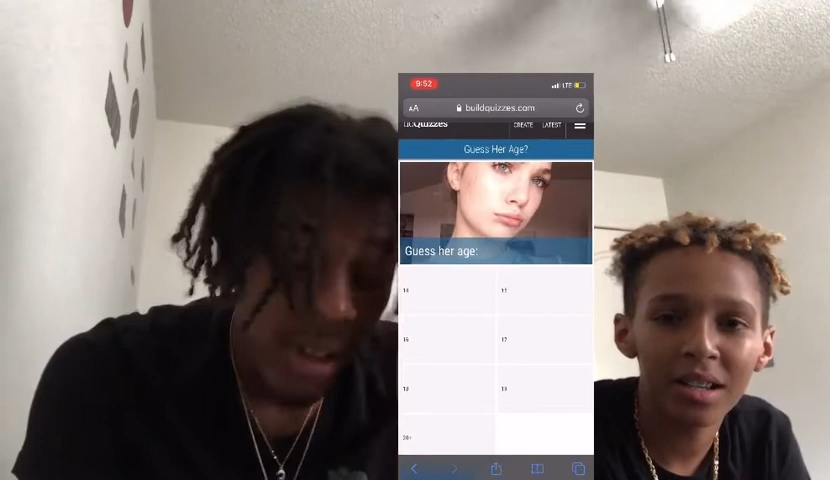 9:52
LTE
AA
buildquizzes.com
Quizzes
CREATE
LATEST
Guess Her Age?
Guess her age:
14
16
17
18
19
20+